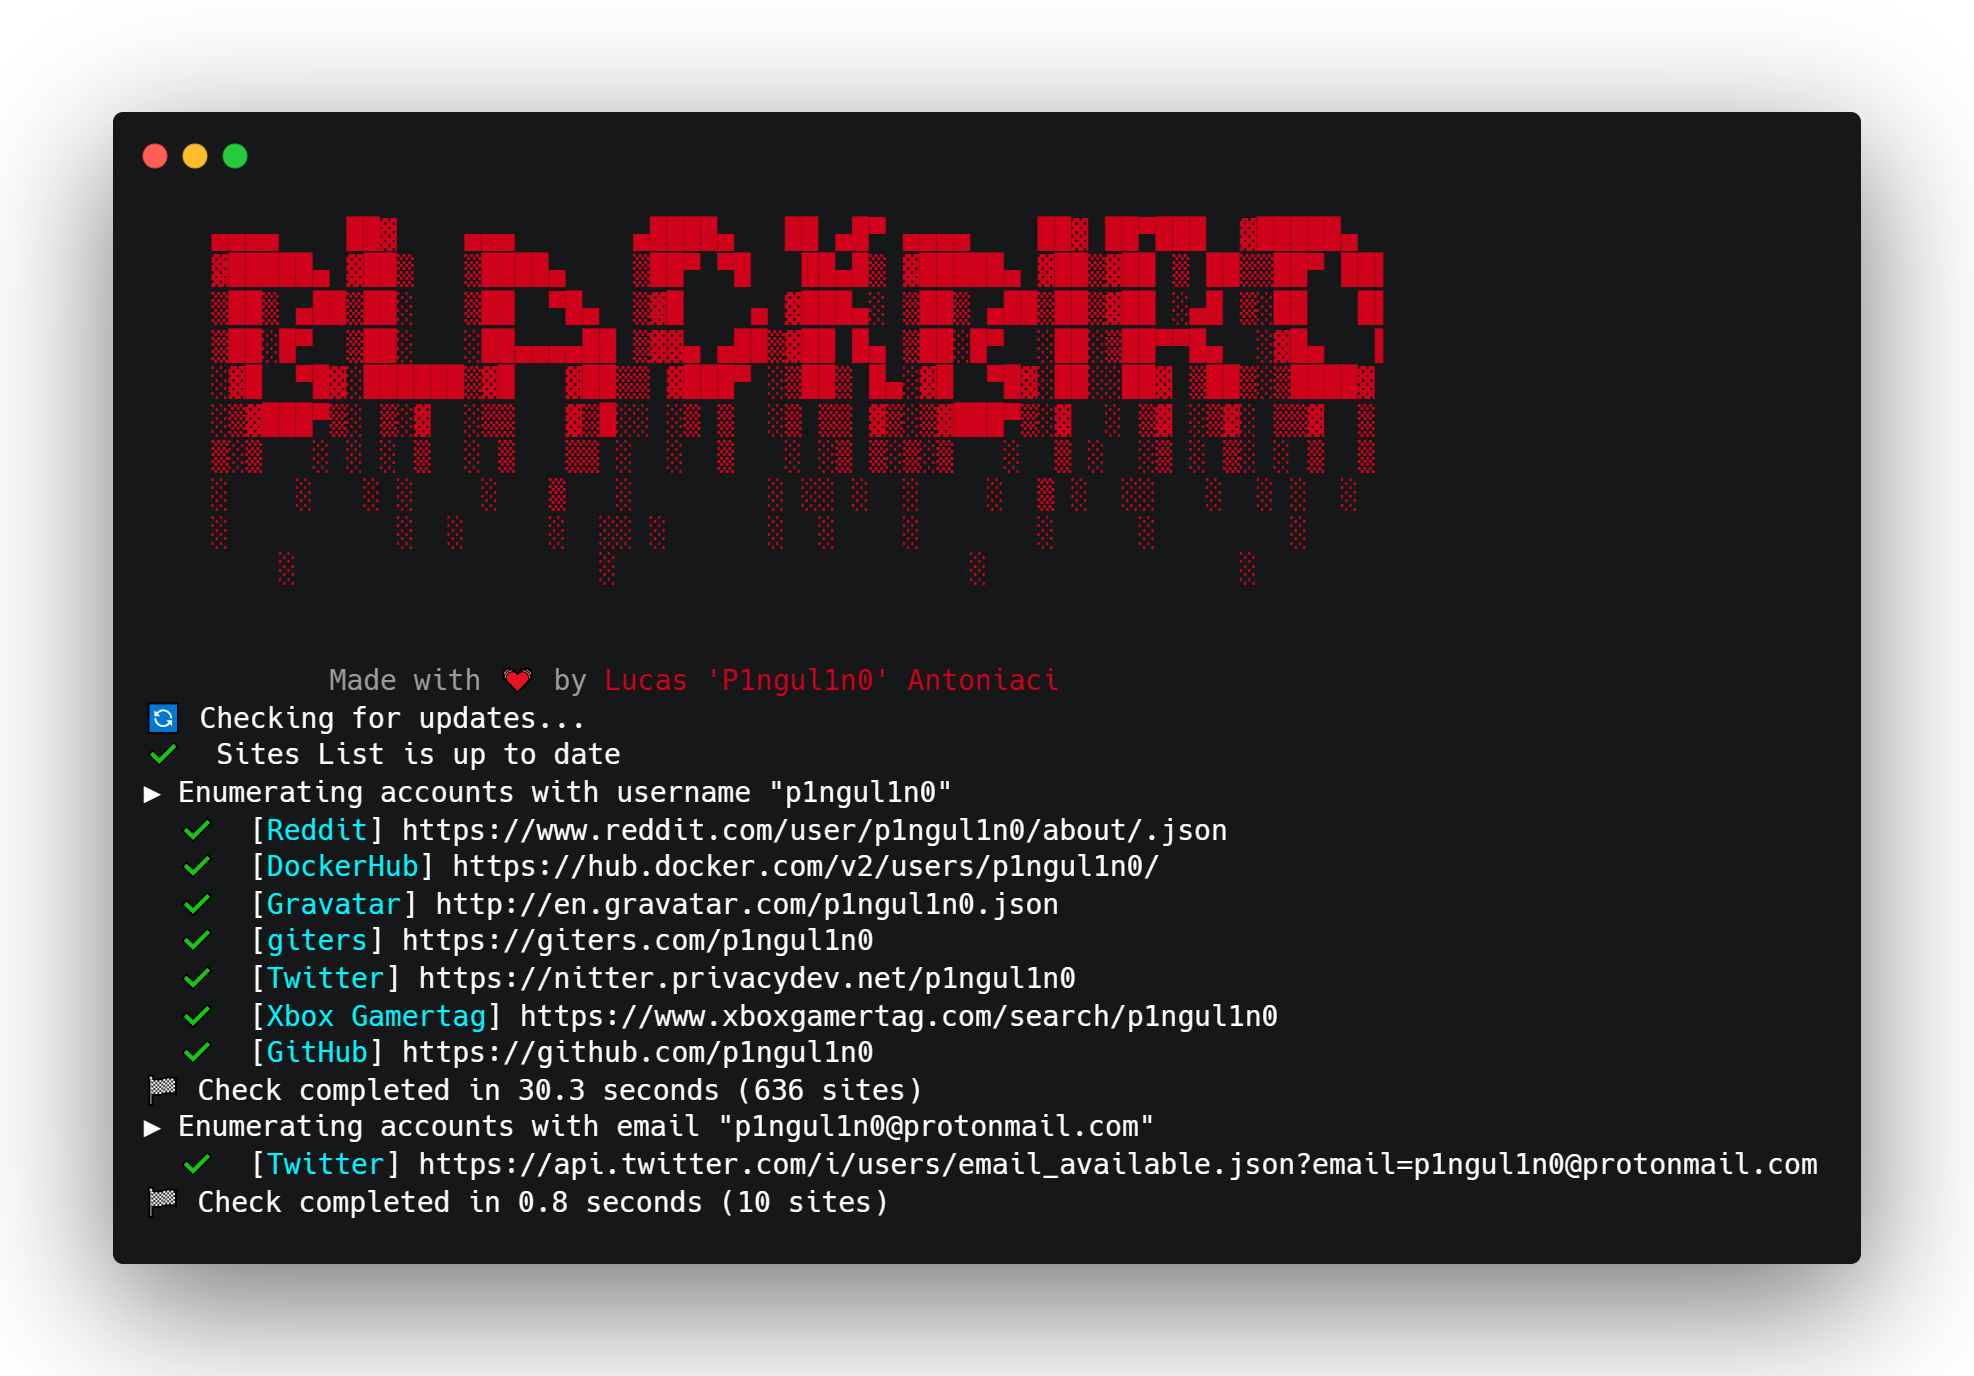 BLACKBIRD
Made with ❤ by Lucas 'P1ngul1n0' Antoniaci
Checking for updates...
Sites List is up to date
Enumerating accounts with username "p1ngul1n0"
[Reddit] https://www.reddit.com/user/p1ngul1n0/about/.json
[DockerHub] https://hub.docker.com/v2/users/p1ngul1n0/
[Gravatar] http://en.gravatar.com/p1ngul1n0.json
[giters] https://giters.com/p1ngul1n0
[Twitter] https://nitter.privacydev.net/p1ngul1n0
[Xbox Gamertag] https://www.xboxgamertag.com/search/p1ngul1n0
[GitHub] https://github.com/p1ngul1n0
Check completed in 30.3 seconds (636 sites)
Enumerating accounts with email "p1ngul1n0@protonmail.com"
[Twitter] https://api.twitter.com/i/users/email_available.json?email=p1ngul1n0@protonmail.com
Check completed in 0.8 seconds (10 sites)